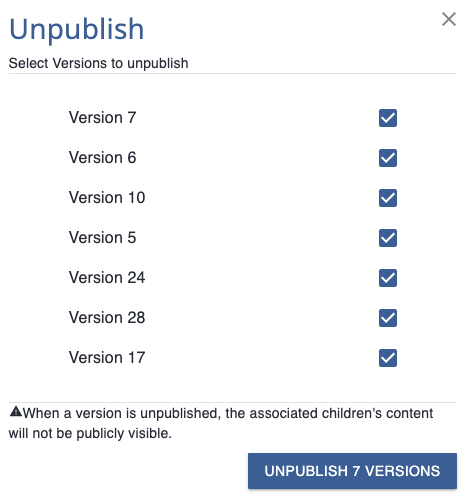 Unpublish
Select Versions to unpublish
Version 7
Version 6
Version 10
Version 5
Version 24
Version 28
Version 17
When a version is unpublished, the associated children's content
will not be publicly visible.
UNPUBLISH 7 VERSIONS